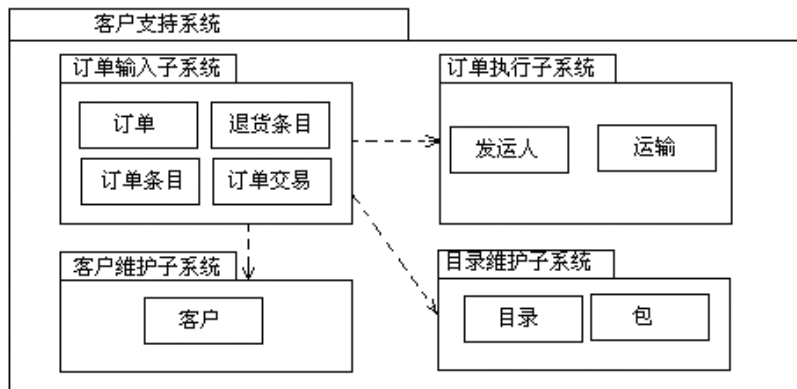 客户支持系统
订单输入子系统
订单执行子系统
订单
退货条目
发运人
运输
订单条目
订单交易
客户维护子系统
目录维护子系统
客户
目录
包